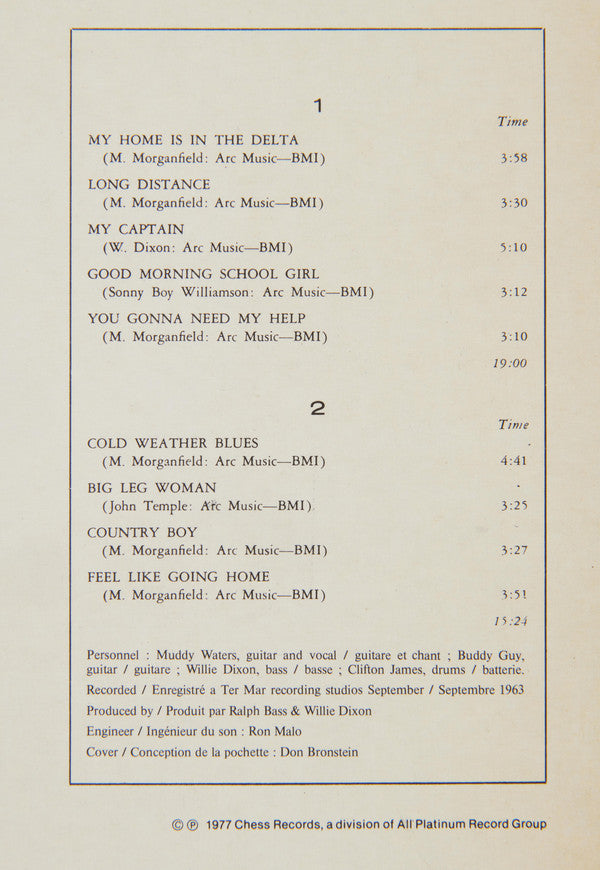 1
Time
MY HOME IS IN THE DELTA
(M. Morganfield: Arc Music—BMI) 3:58
LONG DISTANCE
(M. Morganfield: Arc Music—BMI) 3:30
MY CAPTAIN
(W. Dixon: Arc Music—BMI) 5:10
GOOD MORNING SCHOOL GIRL
(Sonny Boy Williamson: Arc Music—BMI) 3:12
YOU GONNA NEED MY HELP
(M. Morganfield: Arc Music—BMI) 3:10
19:00
2
Time
COLD WEATHER BLUES
(M. Morganfield: Arc Music—BMI) 4:41
BIG LEG WOMAN
(John Temple: Arc Music—BMI) 3:25
COUNTRY BOY
(M. Morganfield: Arc Music—BMI) 3:27
FEEL LIKE GOING HOME
(M. Morganfield: Arc Music—BMI) 3:51
15:24
Personnel : Muddy Waters, guitar and vocal / guitare et chant ; Buddy Guy,
guitar / guitare ; Willie Dixon, bass / basse ; Clifton James, drums / batterie.
Recorded / Enregistré a Ter Mar recording studios September / Septembre 1963
Produced by / Produit par Ralph Bass & Willie Dixon
Engineer / Ingénieur du son : Ron Malo
Cover / Conception de la pochette : Don Bronstein
© ℗ 1977 Chess Records, a division of All Platinum Record Group